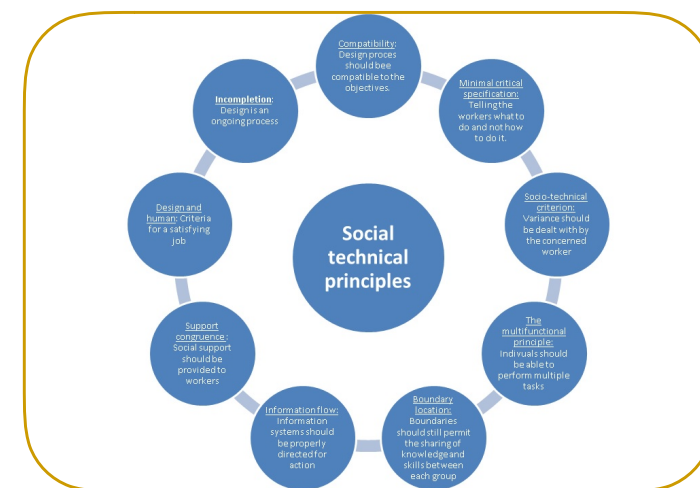 Compatibility:
Design proces
should bee
compatible to the
objectives.
Minimal critical
specification:
Telling the
workers what to
do and not how
to do it.
Socio-technical
criterion:
Variance should
be dealt with by
the concerned
worker
The
multifunctional
principle:
Indivuals should
be able to
perform multiple
tasks
Boundary
location:
Boundaries
should still permit
the sharing of
knowledge and
skills between
each group
Information flow:
Information
systems should
be properly
directed for
action
Support
congruence:
Social support
should be
provided to
workers
Design and
human: Criteria
for a satisfying
job
Incompletion:
Design is an
ongoing process
Social
technical
principles